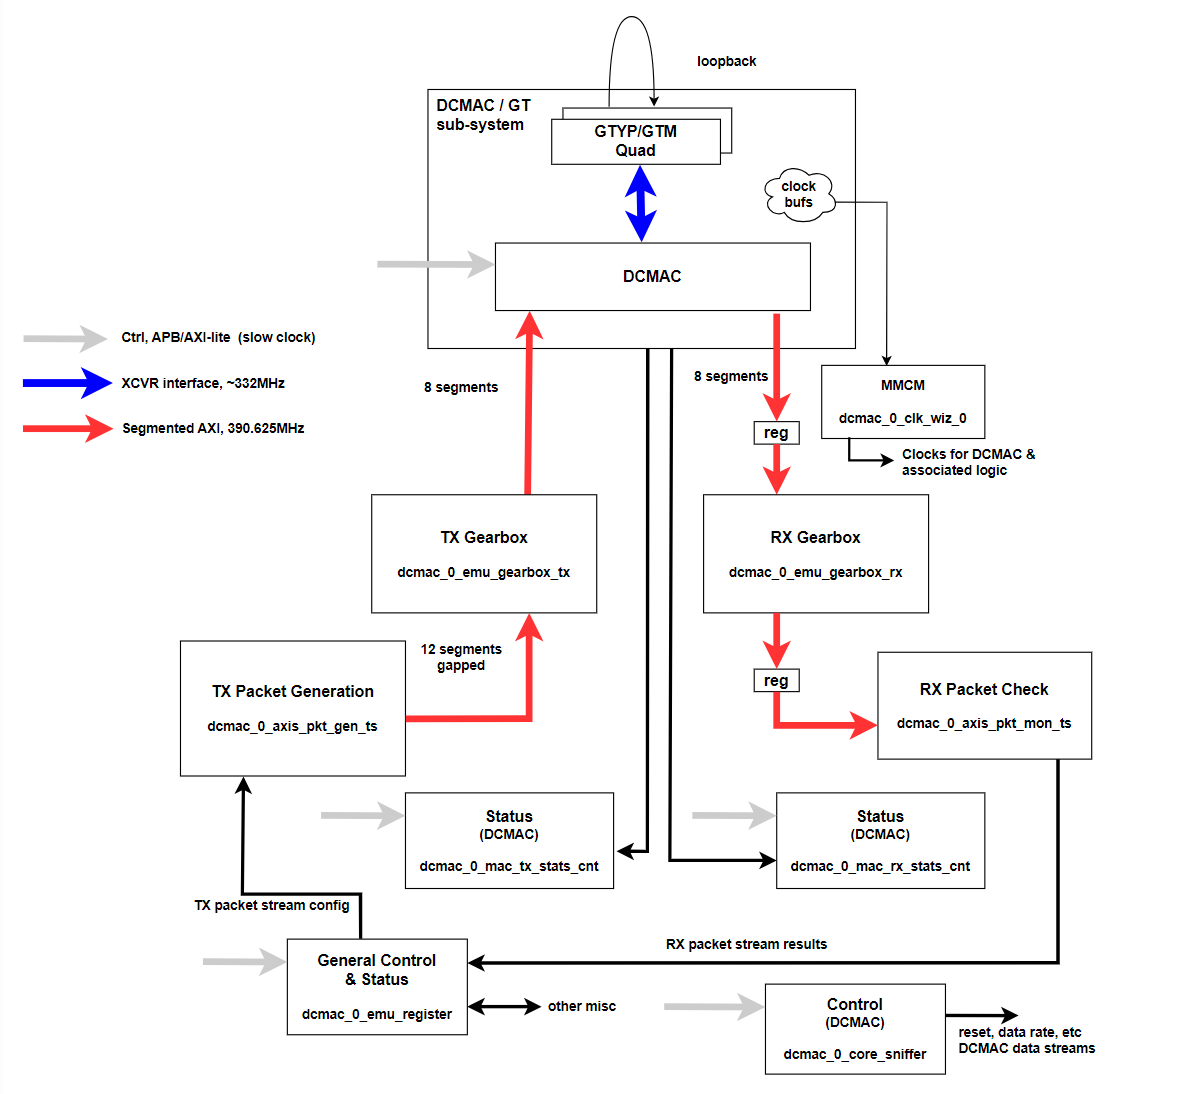 loopback
DCMAC / GT
sub-system
GTYP/GTM
Quad
clock
bufs
DCMAC
Ctrl, APB/AXI-lite (slow clock)
XCVR interface, ~332MHz
Segmented AXI, 390.625MHz
8 segments
8 segments
reg
MMCM
dcmac_0_clk_wiz_0
Clocks for DCMAC &
associated logic
TX Gearbox
dcmac_0_emu_gearbox_tx
RX Gearbox
dcmac_0_emu_gearbox_rx
12 segments
gapped
reg
TX Packet Generation
dcmac_0_axis_pkt_gen_ts
RX Packet Check
dcmac_0_axis_pkt_mon_ts
Status
(DCMAC)
dcmac_0_mac_tx_stats_cnt
Status
(DCMAC)
dcmac_0_mac_rx_stats_cnt
TX packet stream config
RX packet stream results
General Control
& Status
dcmac_0_emu_register
other misc
Control
(DCMAC)
dcmac_0_core_sniffer
reset, data rate, etc
DCMAC data streams